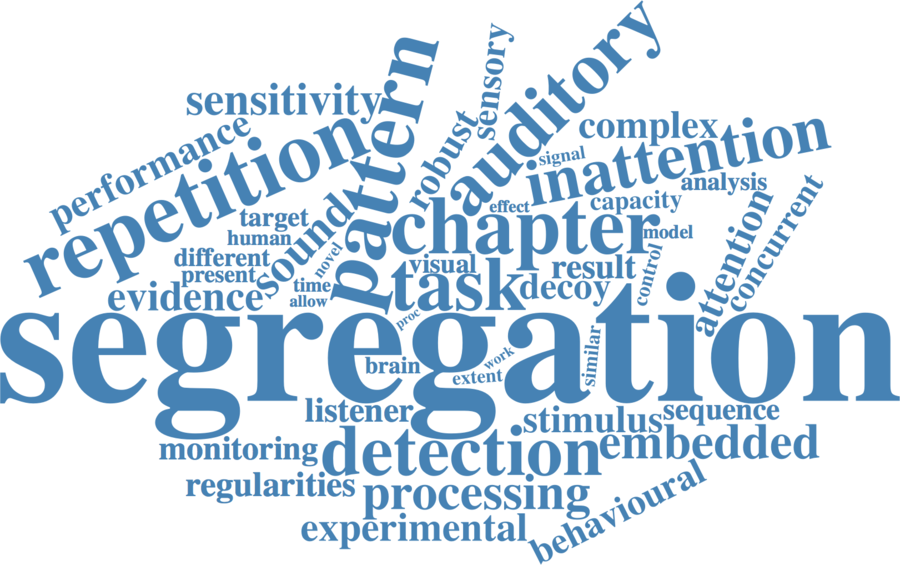 sensory
auditory
pattern
sensitivity
complex
robust
performance
inattention
repetition
signal
analysis
capacity
effect
target
sound
chapter
model
attention
concurrent
human
novel
different
visual
result
control
present
time
task
decoy
evidence
allow
proc
segregation
similar
work
brain
extent
listener
stimulus
sequence
monitoring
detection
embedded
regularities
processing
behavioural
experimental